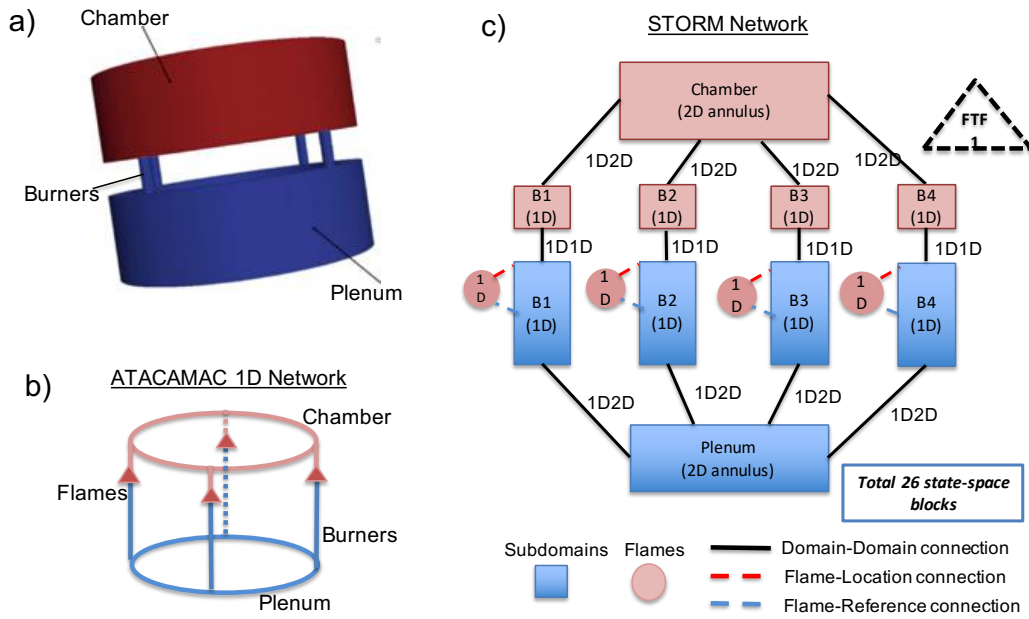 a)
Chamber
Burners
Plenum
b)
ATACAMAC 1D Network
Chamber
Flames
Burners
Plenum
c)
STORM Network
Chamber
(2D annulus)
FTF
1
1D2D
1D2D
1D2D
1D2D
B1
(1D)
B2
(1D)
B3
(1D)
B4
(1D)
1D1D
1D1D
1D1D
1D1D
1
D
1
D
1
D
1
D
B1
(1D)
B2
(1D)
B3
(1D)
B4
(1D)
1D2D
1D2D
1D2D
1D2D
Plenum
(2D annulus)
Total 26 state-space
blocks
Subdomains
Flames
Domain-Domain connection
Flame-Location connection
Flame-Reference connection